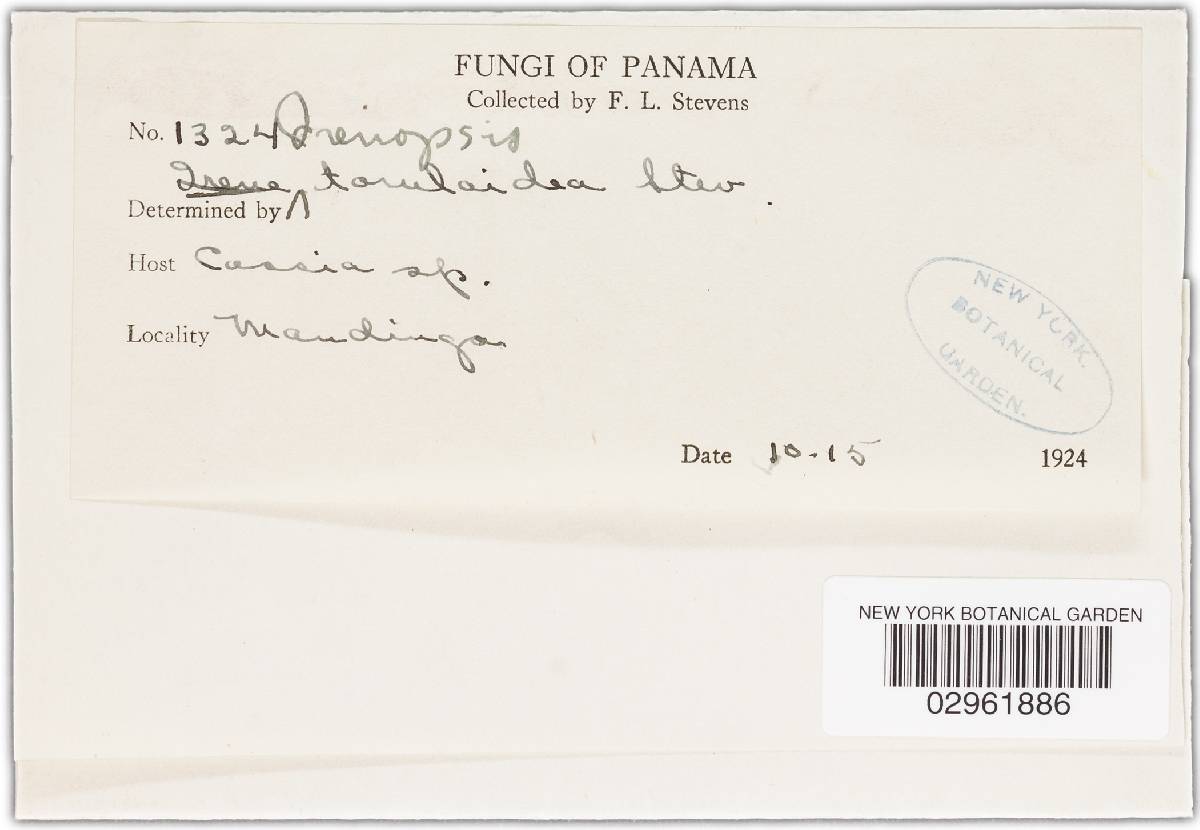 FUNGI OF PANAMA
Collected by F. L. Stevens
No. 1324 Irenopsis
Irene toruloidea Stev.
Determined by
Host Cassia sp.
Locality Mandinga
NEW YORK
BOTANICAL
GARDEN.
Date 10-15 1924
NEW YORK BOTANICAL GARDEN
02961886